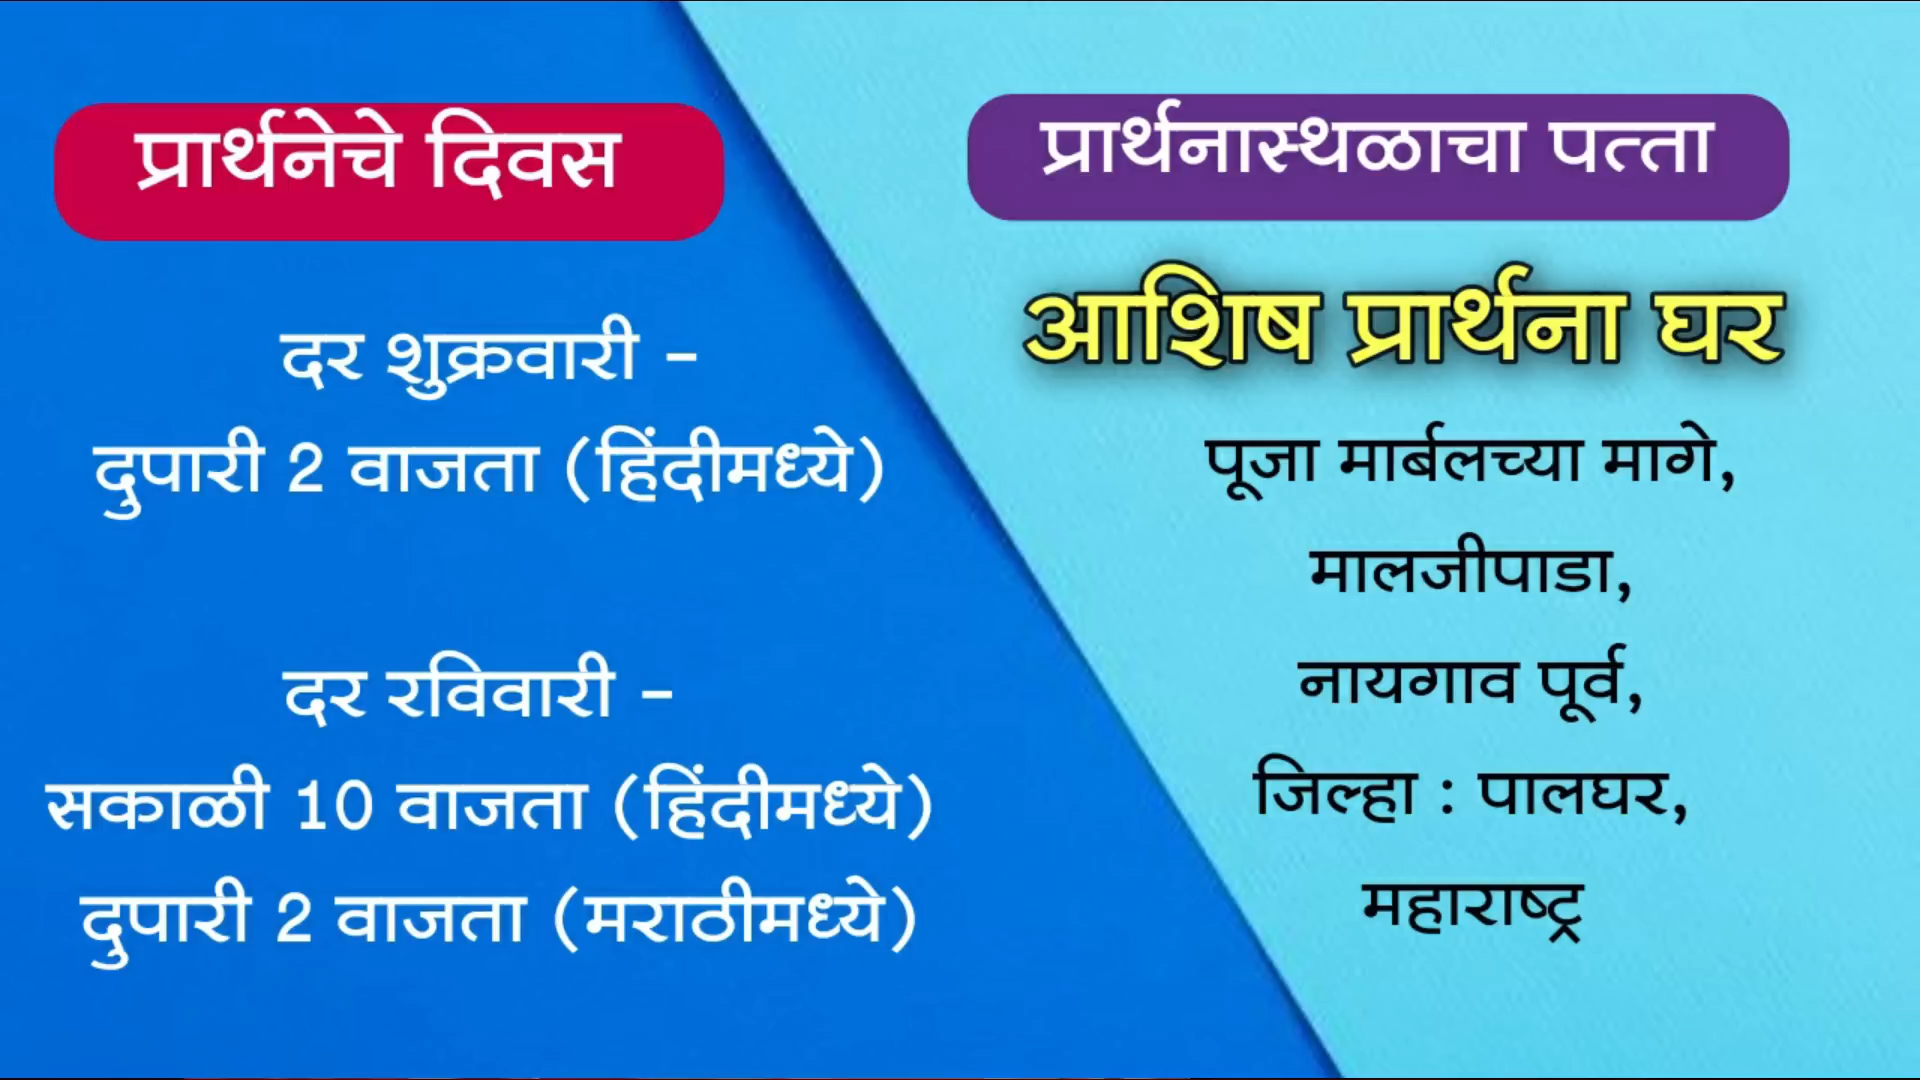 प्रार्थनेचे दिवस
दर शुक्रवारी -
दुपारी 2 वाजता (हिंदीमध्ये)
दर रविवारी -
सकाळी 10 वाजता (हिंदीमध्ये)
दुपारी 2 वाजता (मराठीमध्ये)
प्रार्थनास्थळाचा पत्ता
आशिष प्रार्थना घर
पूजा मार्बलच्या मागे,
मालजीपाडा,
नायगाव पूर्व,
जिल्हा : पालघर,
महाराष्ट्र